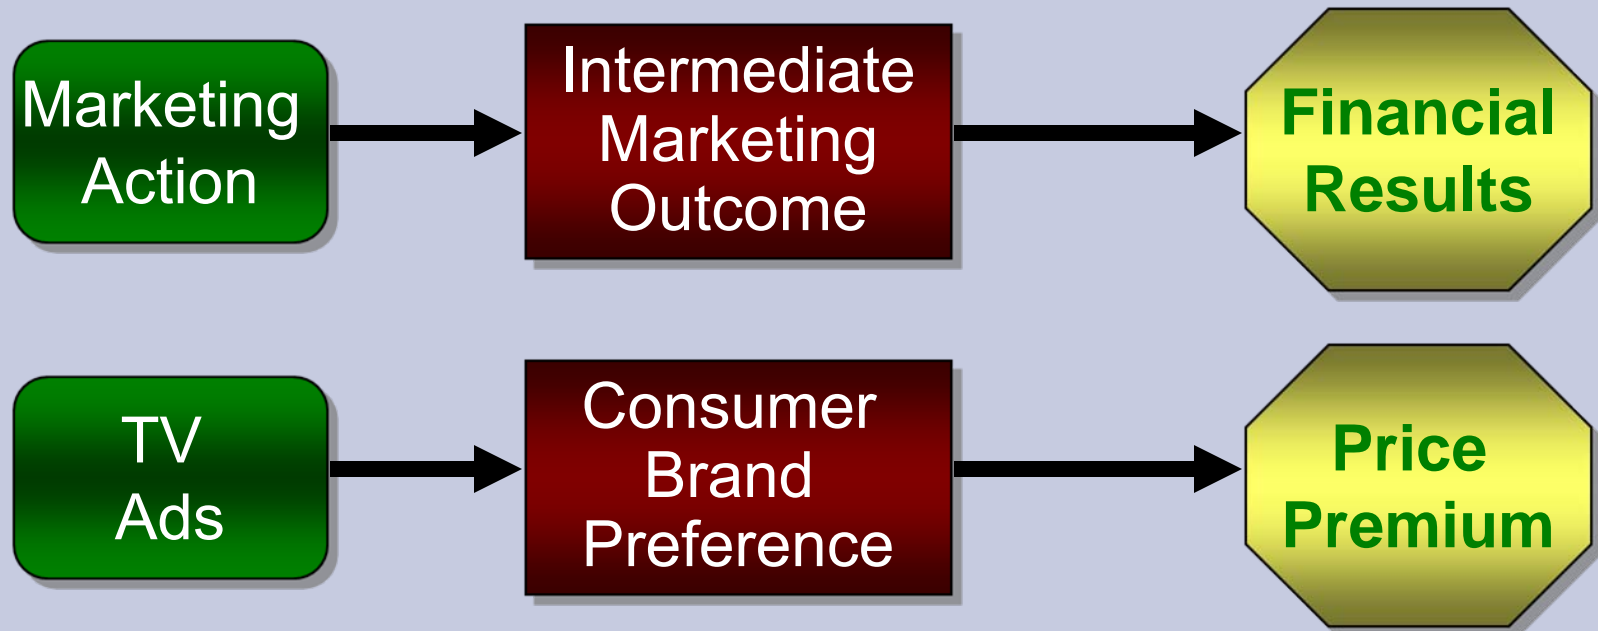 Marketing
Action
Intermediate
Marketing
Outcome
Financial
Results
TV
Ads
Consumer
Brand
Preference
Price
Premium